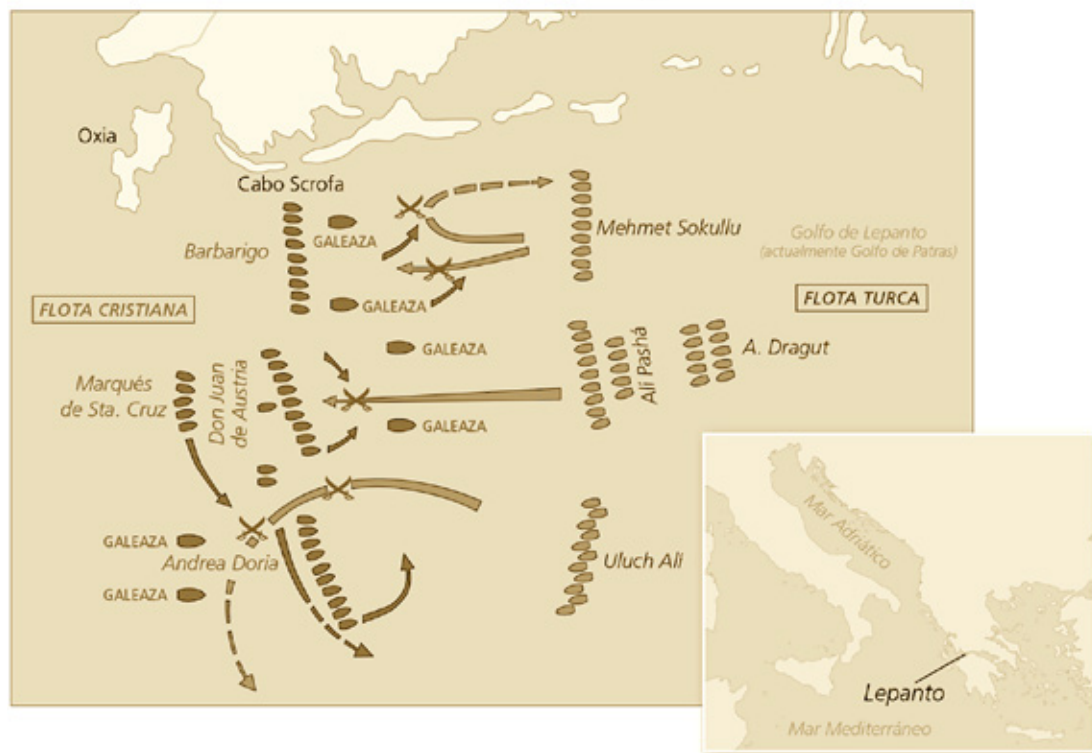 Oxia
Cabo Scrofa
Barbarigo
GALEAZA
GALEAZA
Mehmet Sokullu
Golfo de Lepanto
(actualmente Golfo de Patras)
FLOTA CRISTIANA
FLOTA TURCA
Marqués
de Sta. Cruz
Don Juan
de Austria
GALEAZA
GALEAZA
Alí Pashá
A. Dragut
GALEAZA
Andrea Doria
GALEAZA
Uluch Alí
Mar Adriático
Lepanto
Mar Mediterráneo